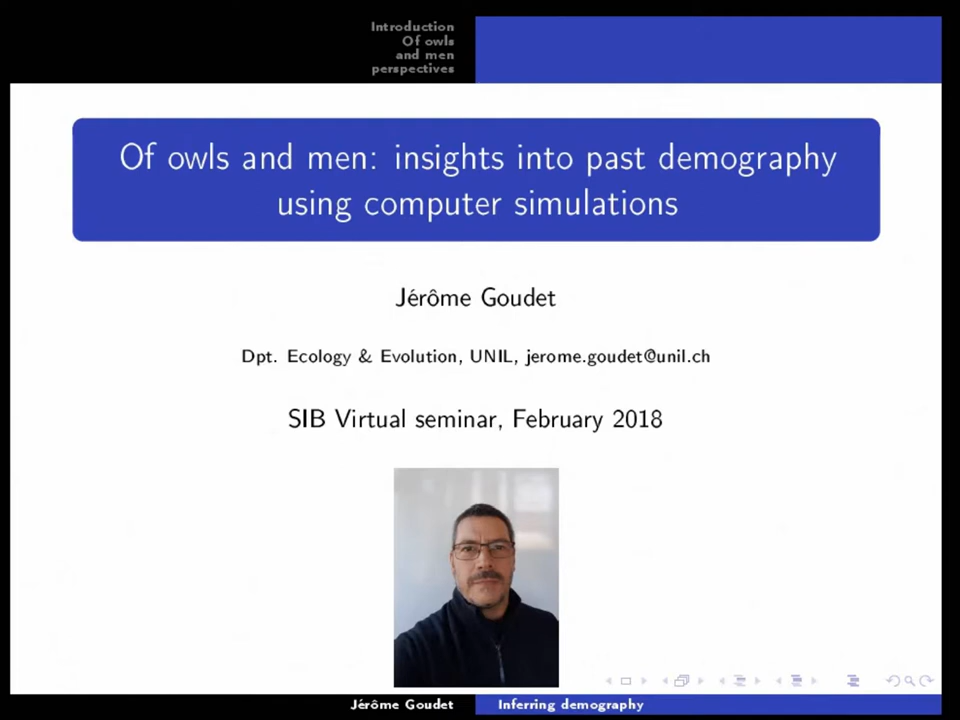 Introduction
Of owls
and men
perspectives
Of owls and men: insights into past demography
using computer simulations
Jérôme Goudet
Dpt. Ecology & Evolution, UNIL, jerome.goudet@unil.ch
SIB Virtual seminar, February 2018
Jérôme Goudet
Inferring demography